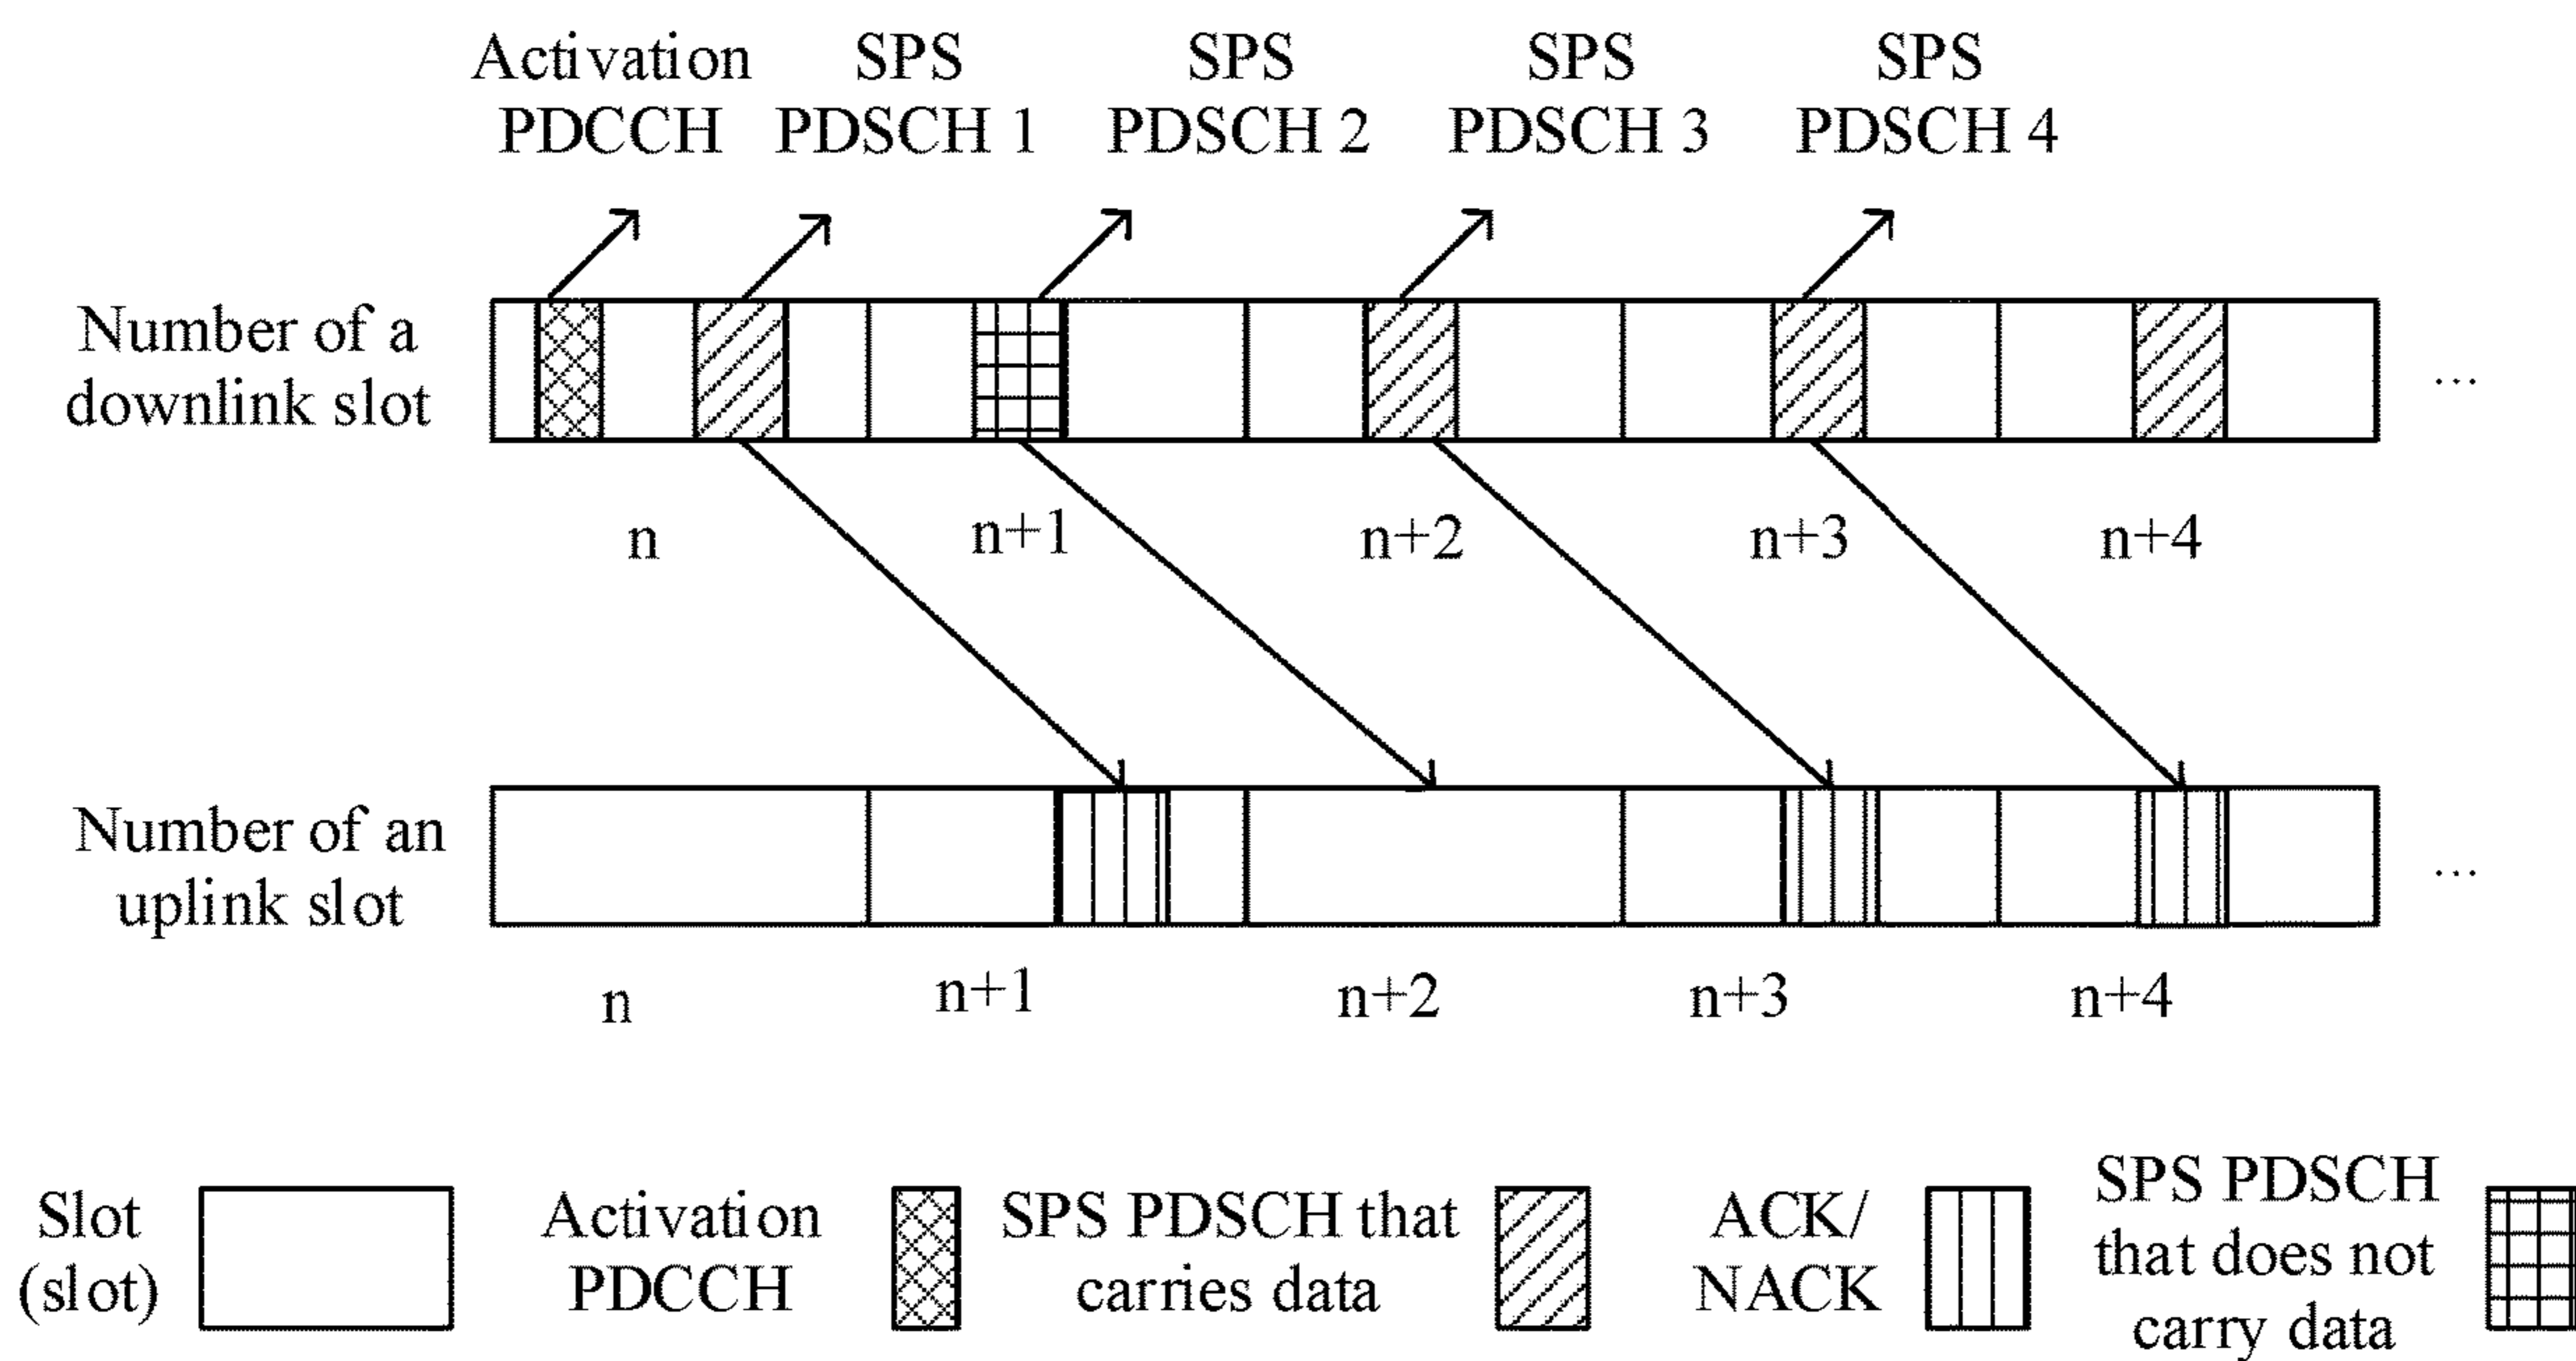 Activation
PDCCH
SPS
PDSCH 1
SPS
PDSCH 2
SPS
PDSCH 3
SPS
PDSCH 4
Number of a
downlink slot
...
n
n+1
n+2
n+3
n+4
Number of an
uplink slot
...
n
n+1
n+2
n+3
n+4
Slot
(slot)
Activation
PDCCH
SPS PDSCH that
carries data
ACK/
NACK
SPS PDSCH
that does not
carry data